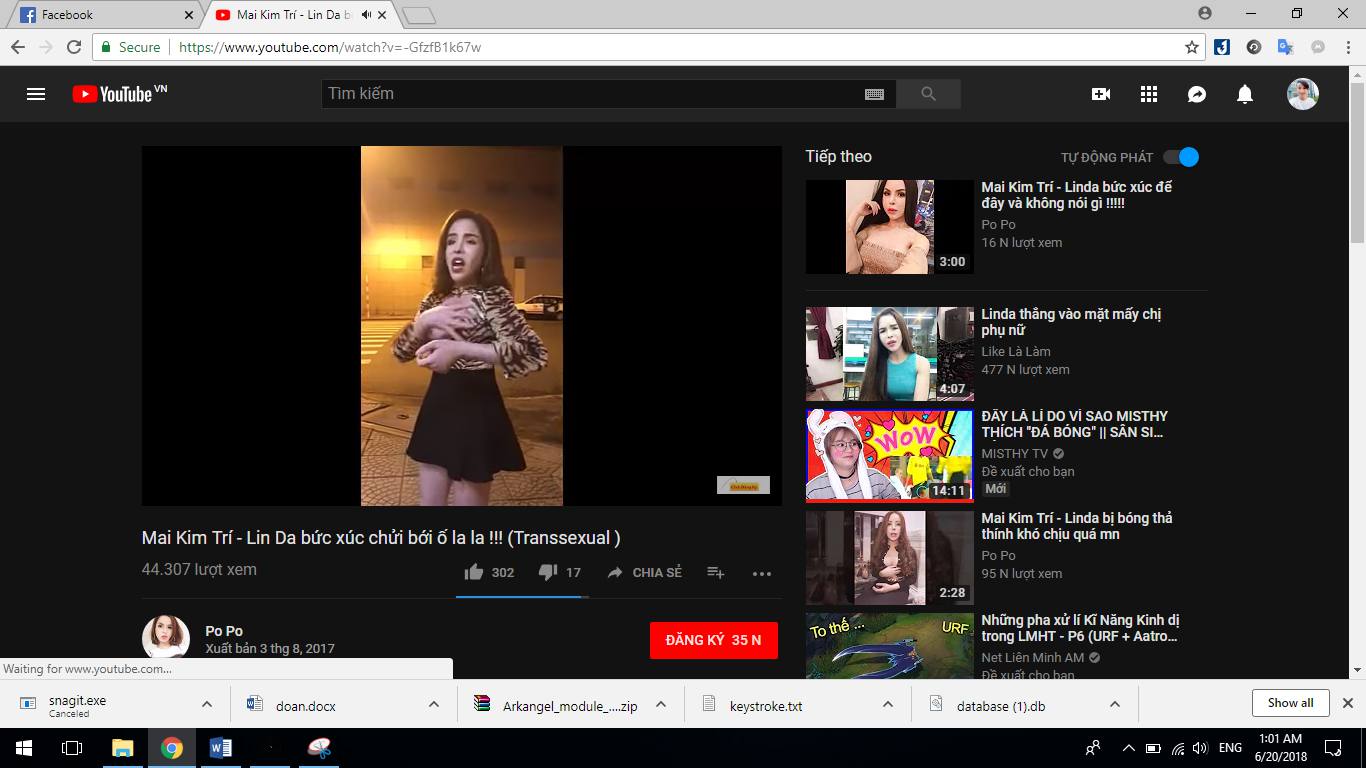 Facebook
Mai Kim Trí - Lin Da b
Secure
https://www.youtube.com/watch?v=-GfzfB1k67w
YouTube VN
Tìm kiếm
Mai Kim Trí - Lin Da bức xúc chửi bới ố la la !!! (Transsexual )
44.307 lượt xem
302
17
CHIA SẺ
Po Po
Xuất bản 3 thg 8, 2017
ĐĂNG KÝ 35 N
Tiếp theo
TỰ ĐỘNG PHÁT
3:00
Mai Kim Trí - Linda bức xúc để
đây và không nói gì !!!!!
Po Po
16 N lượt xem
4:07
Linda thẳng vào mặt mấy chị
phụ nữ
Like Là Làm
477 N lượt xem
WOW
14:11
ĐÂY LÀ LÍ DO VÌ SAO MISTHY
THÍCH "ĐÁ BÓNG" || SÂN SI...
MISTHY TV
Đề xuất cho bạn
Mới
2:28
Mai Kim Trí - Linda bị bóng thả
thính khó chịu quá mn
Po Po
95 N lượt xem
To thế ...
URF
Những pha xử lí Kĩ Năng Kinh dị
trong LMHT - P6 (URF + Aatro...
Net Liên Minh AM
Đề xuất cho bạn
Waiting for www.youtube.com...
snagit.exe
Canceled
doan.docx
Arkangel_module_....zip
keystroke.txt
database (1).db
Show all
ENG
1:01 AM
6/20/2018